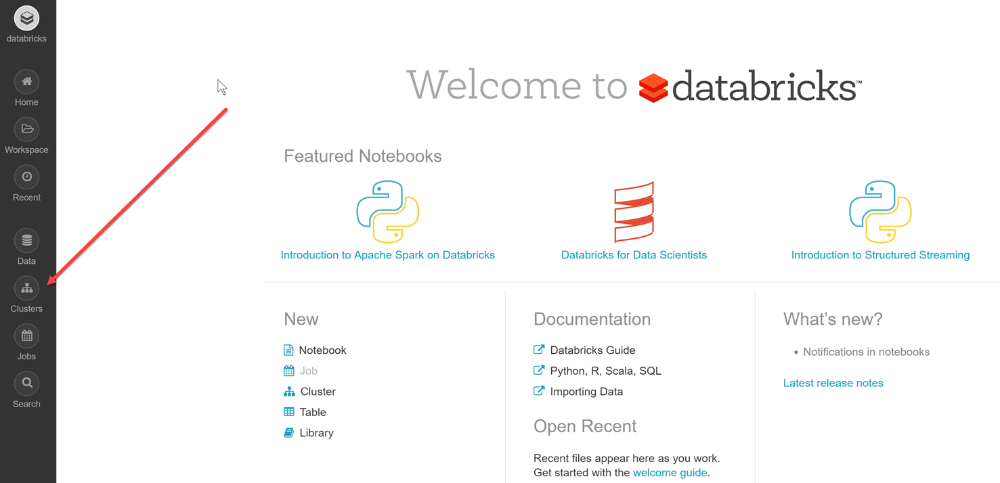 databricks
Home
Workspace
Recent
Data
Clusters
Jobs
Search
Welcome to databricks™
Featured Notebooks
Introduction to Apache Spark on Databricks
Databricks for Data Scientists
Introduction to Structured Streaming
New
Notebook
Job
Cluster
Table
Library
Documentation
Databricks Guide
Python, R, Scala, SQL
Importing Data
Open Recent
Recent files appear here as you work.
Get started with the welcome guide.
What's new?
• Notifications in notebooks
Latest release notes